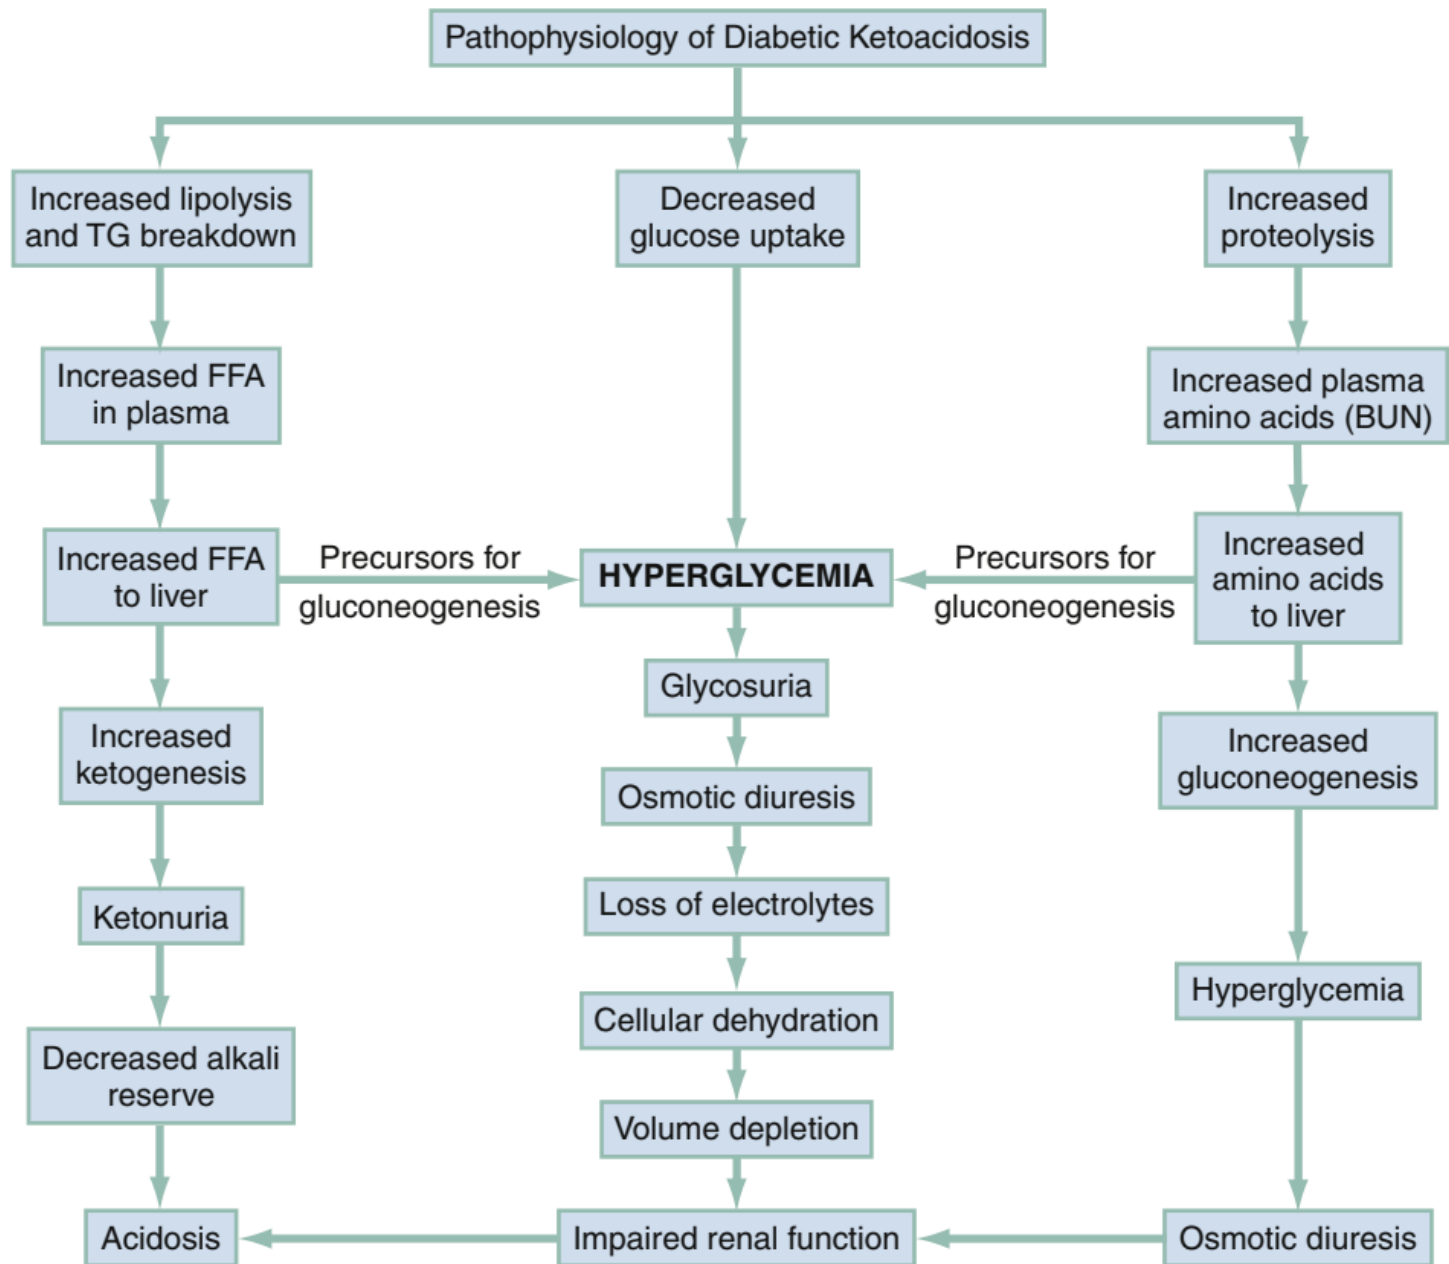 Pathophysiology of Diabetic Ketoacidosis
Increased lipolysis
and TG breakdown
Decreased
glucose uptake
Increased
proteolysis
Increased FFA
in plasma
Increased plasma
amino acids (BUN)
Increased FFA
to liver
Precursors for
gluconeogenesis
HYPERGLYCEMIA
Precursors for
gluconeogenesis
Increased
amino acids
to liver
Glycosuria
Increased
ketogenesis
Increased
gluconeogenesis
Osmotic diuresis
Loss of electrolytes
Ketonuria
Hyperglycemia
Cellular dehydration
Decreased alkali
reserve
Volume depletion
Acidosis
Impaired renal function
Osmotic diuresis